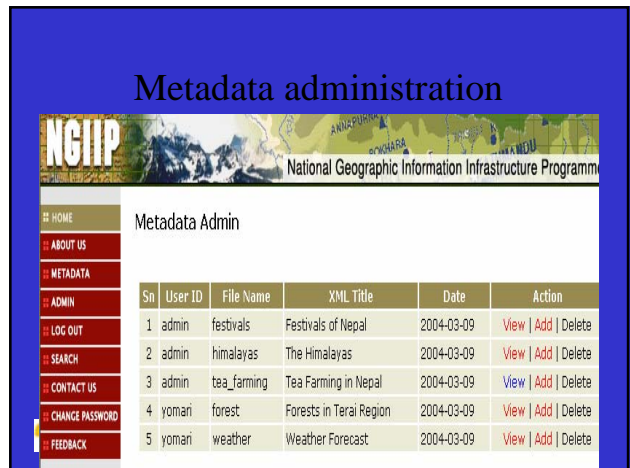 Metadata administration
NGIIP
ANNAPURNA
POKHARA
National Geographic Information Infrastructure Programme
HOME
ABOUT US
METADATA
ADMIN
LOG OUT
SEARCH
CONTACT US
CHANGE PASSWORD
FEEDBACK
Metadata Admin
Sn User ID File Name XML Title Date Action
1 admin festivals Festivals of Nepal 2004-03-09 View | Add | Delete
2 admin himalayas The Himalayas 2004-03-09 View | Add | Delete
3 admin tea_farming Tea Farming in Nepal 2004-03-09 View | Add | Delete
4 yomari forest Forests in Terai Region 2004-03-09 View | Add | Delete
5 yomari weather Weather Forecast 2004-03-09 View | Add | Delete